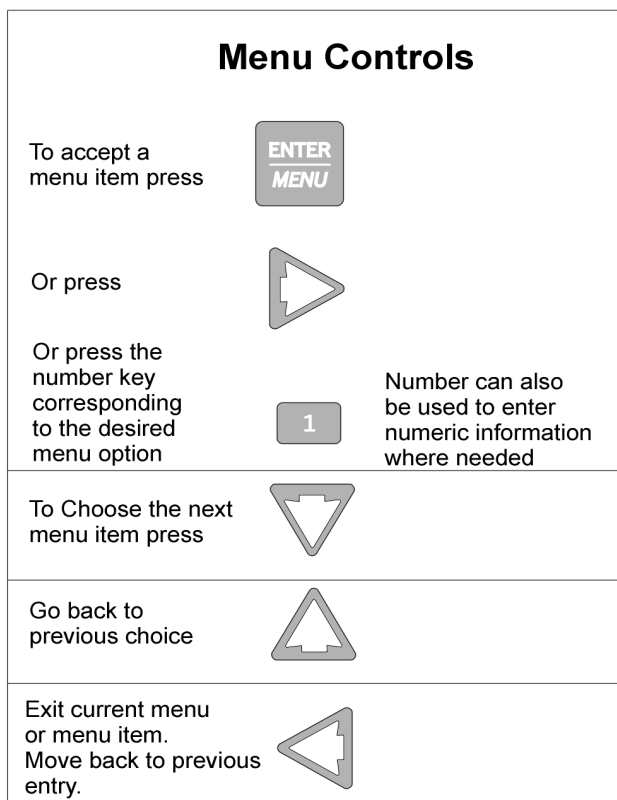 Menu Controls
To accept a
menu item press
ENTER
MENU
Or press
Or press the
number key
corresponding
to the desired
menu option
1
Number can also
be used to enter
numeric information
where needed
To Choose the next
menu item press
Go back to
previous choice
Exit current menu
or menu item.
Move back to previous
entry.